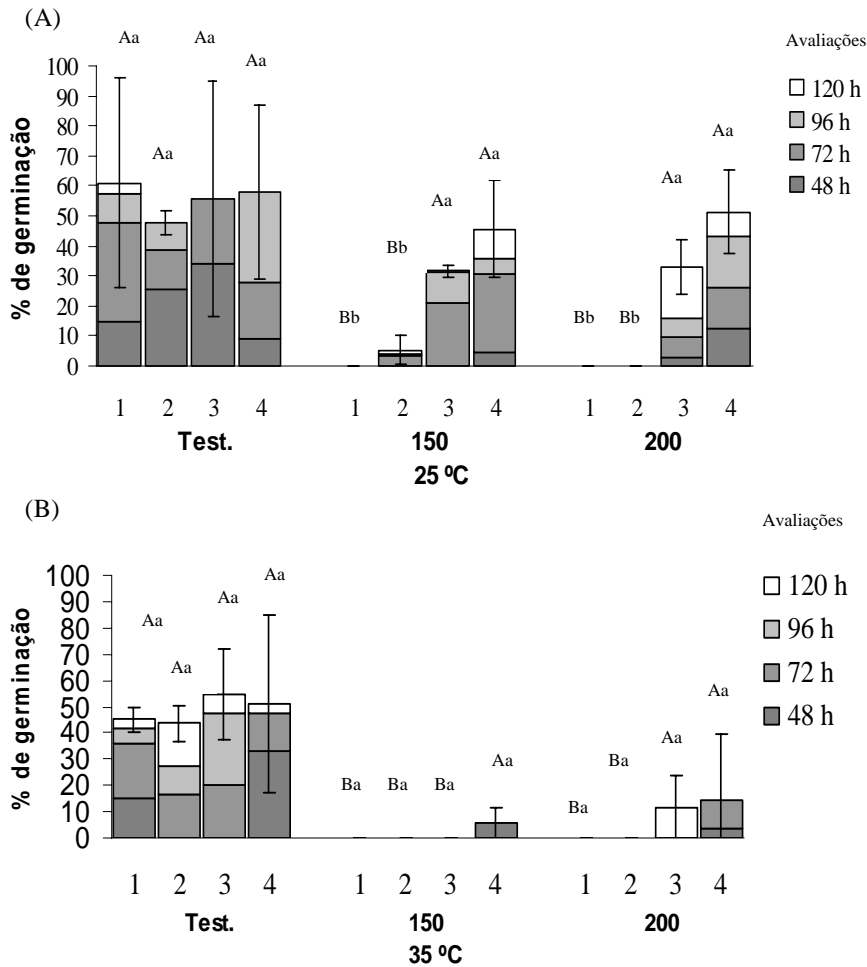 (A)
Aa Aa Aa Aa
Avaliações
120 h
96 h
72 h
48 h
% de germinação
100
90
80
70
60
50
40
30
20
10
0
Bb Bb Aa Aa
Bb Bb Aa Aa
1 2 3 4 1 2 3 4 1 2 3 4
Test. 150 200
25 ºC
(B)
Avaliações
120 h
96 h
72 h
48 h
% de germinação
100
90
80
70
60
50
40
30
20
10
0
Aa Aa Aa Aa
Ba Ba Ba Aa
Ba Ba Aa Aa
1 2 3 4 1 2 3 4 1 2 3 4
Test. 150 200
35 ºC